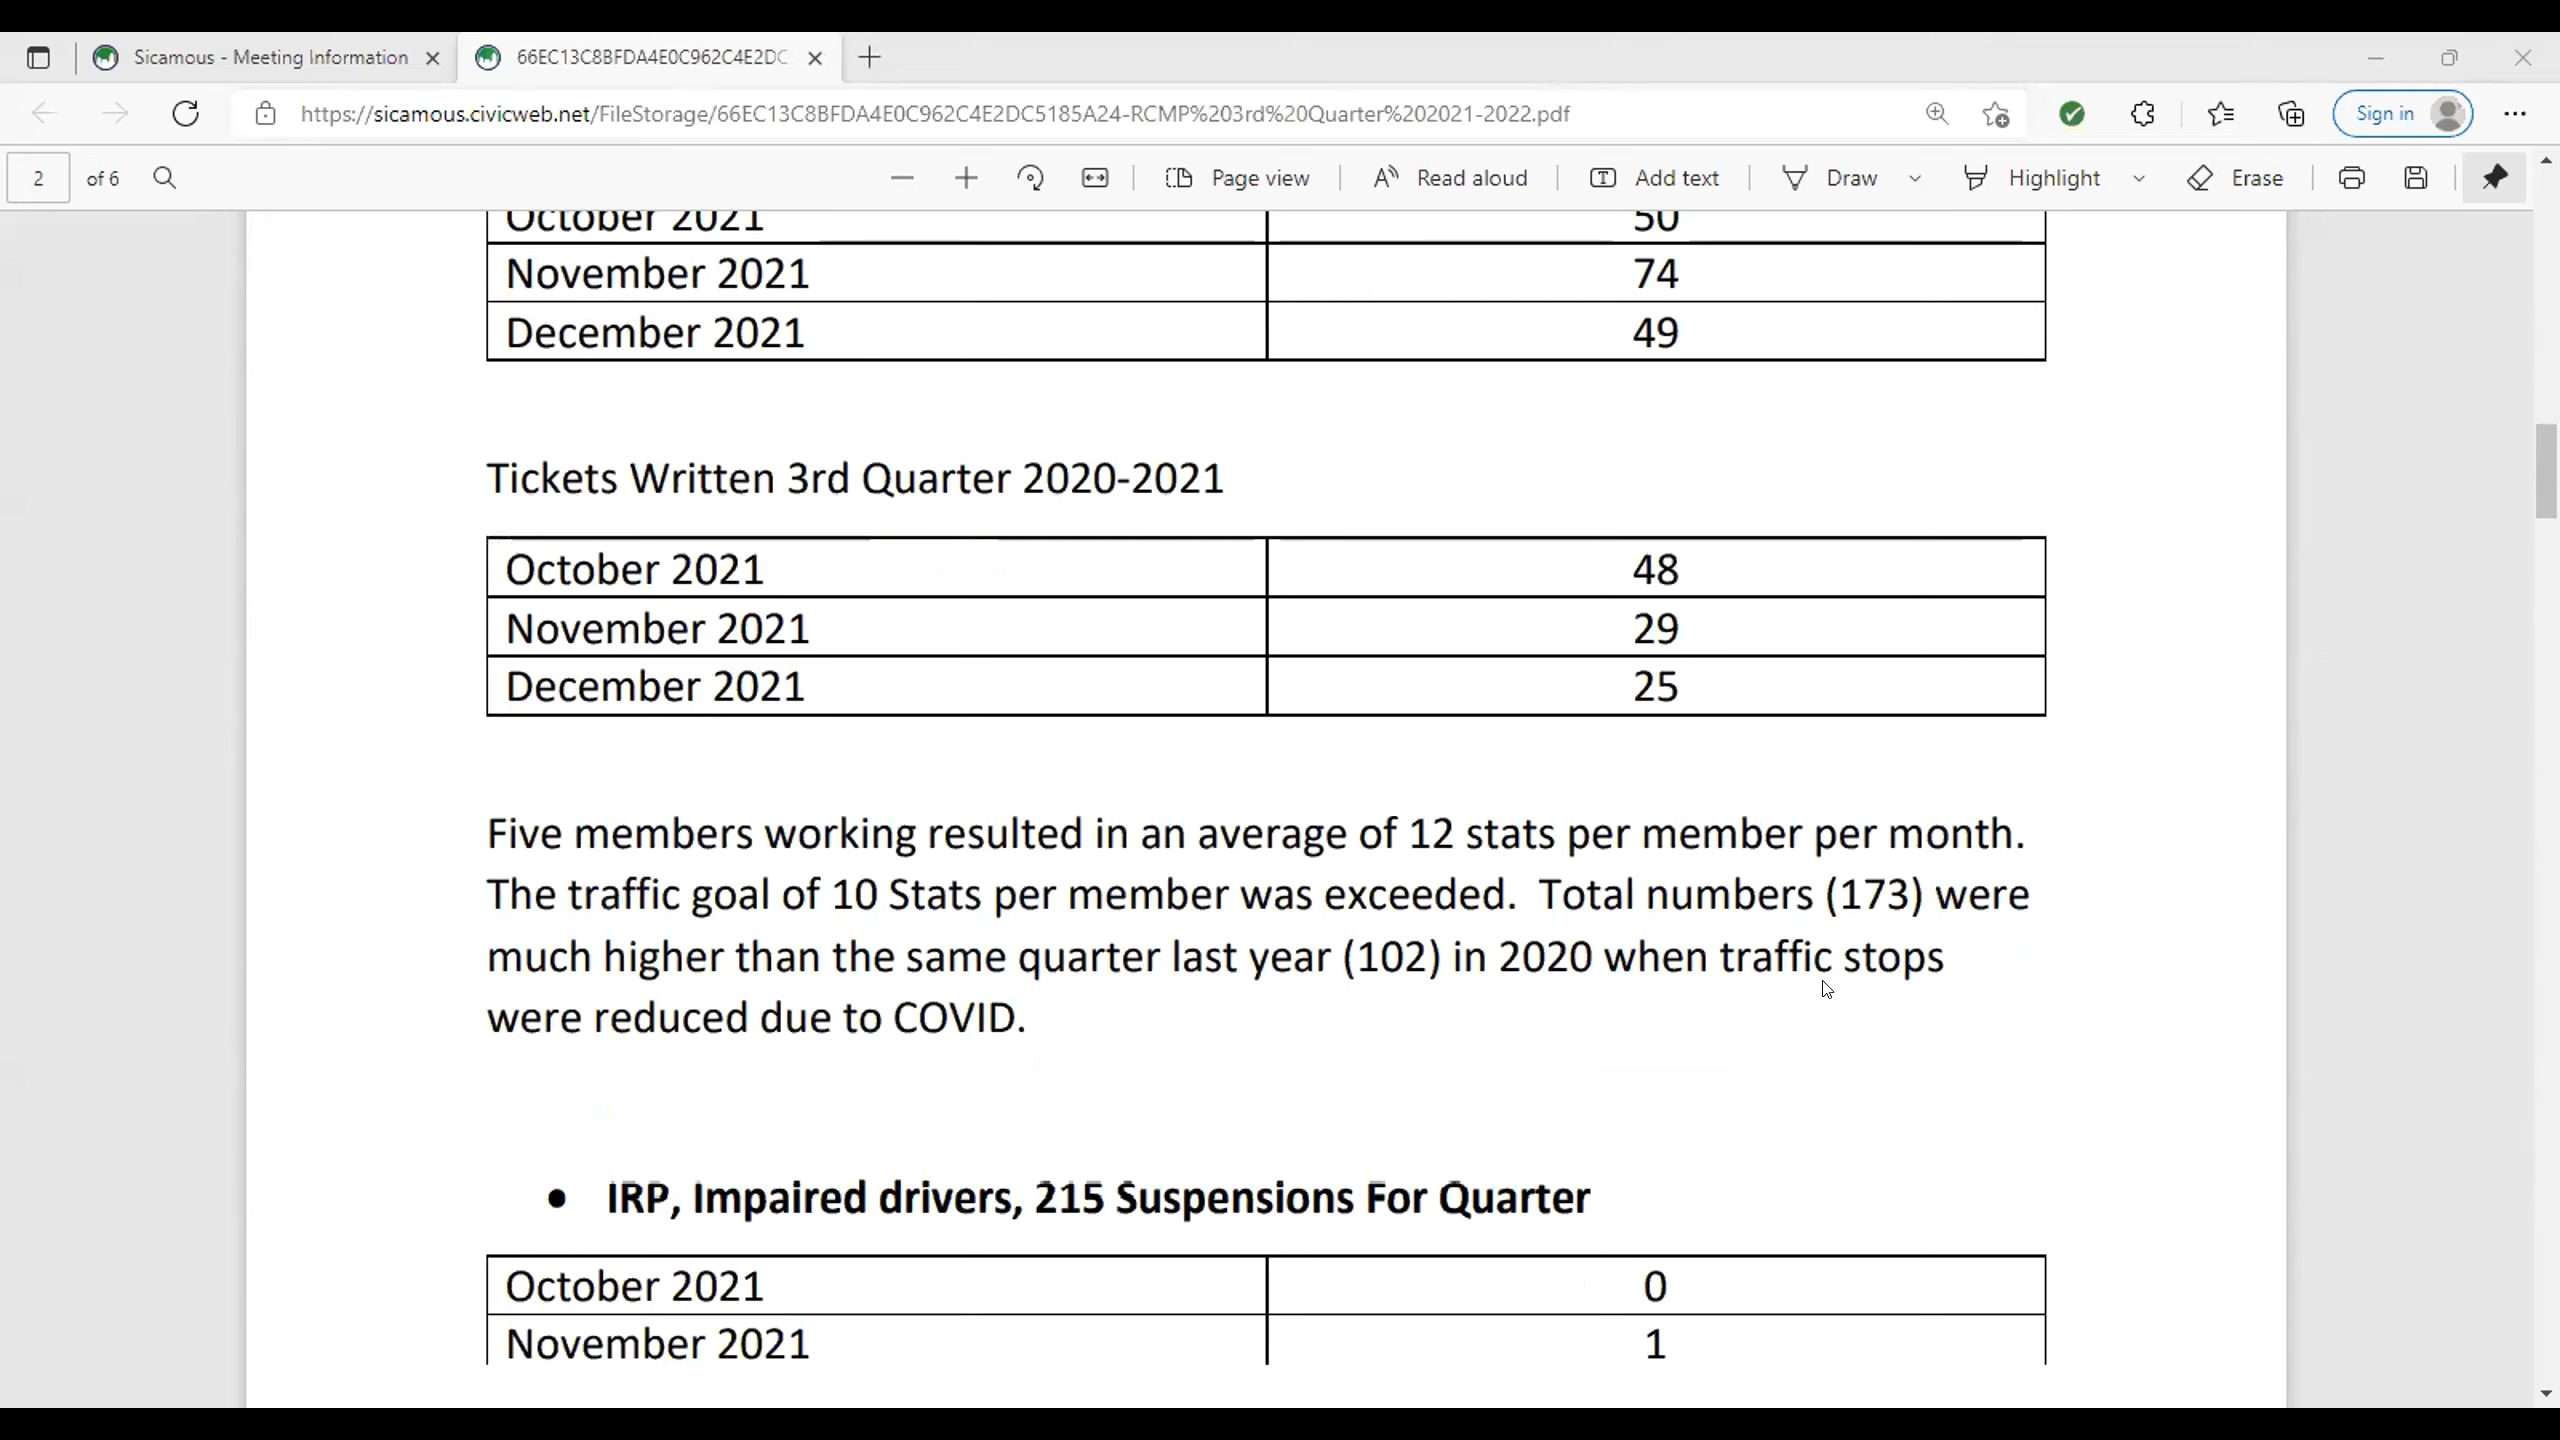 Sicamous - Meeting Information
66EC13C8BFDA4E0C962C4E2DC
https://sicamous.civicweb.net/FileStorage/66EC13C8BFDA4E0C962C4E2DC5185A24-RCMP%203rd%20Quarter%202021-2022.pdf
Sign in
2 of 6
Page view
Read aloud
Add text
Draw
Highlight
Erase
October 2021 50
November 2021 74
December 2021 49
Tickets Written 3rd Quarter 2020-2021
October 2021 48
November 2021 29
December 2021 25
Five members working resulted in an average of 12 stats per member per month.
The traffic goal of 10 Stats per member was exceeded.  Total numbers (173) were
much higher than the same quarter last year (102) in 2020 when traffic stops
were reduced due to COVID.
• IRP, Impaired drivers, 215 Suspensions For Quarter
October 2021 0
November 2021 1